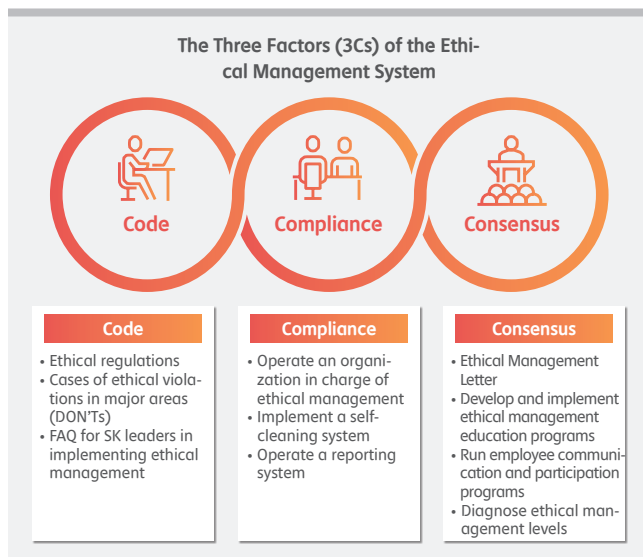 The Three Factors (3Cs) of the Ethi-
cal Management System
Code
Compliance
Consensus
Code
• Ethical regulations
• Cases of ethical viola-
tions in major areas
(DON'Ts)
• FAQ for SK leaders in
implementing ethical
management
Compliance
• Operate an organi-
zation in charge of
ethical management
• Implement a self-
cleaning system
• Operate a reporting
system
Consensus
• Ethical Management
Letter
• Develop and implement
ethical management
education programs
• Run employee communi-
cation and participation
programs
• Diagnose ethical man-
agement levels